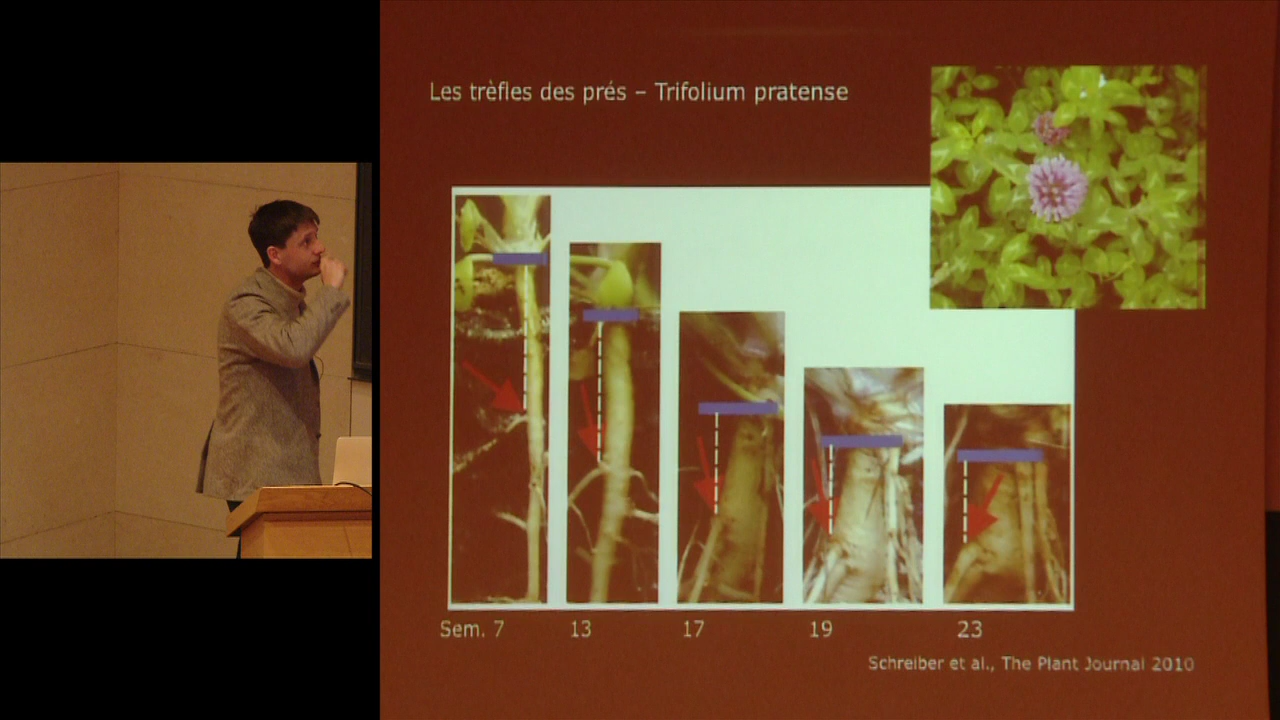 Les trèfles des prés – Trifolium pratense
Sem. 7 13 17 19 23
Schreiber et al., The Plant Journal 2010